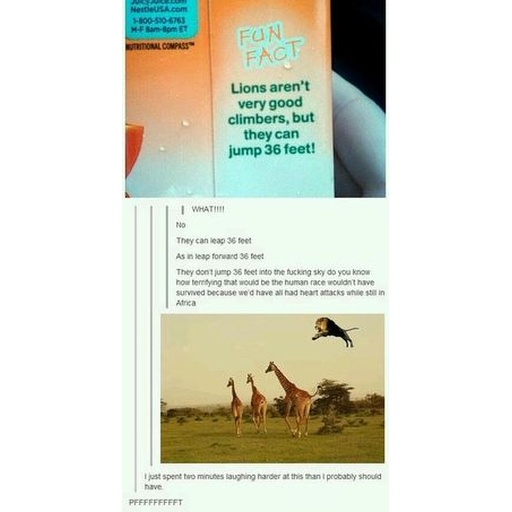 JuicyJuice.com
NestleUSA.com
1-800-510-6763
M-F 8am-8pm ET
NUTRITIONAL COMPASS™
FUN
FACT
Lions aren't
very good
climbers, but
they can
jump 36 feet!
WHAT!!!!
No
They can leap 36 feet
As in leap forward 36 feet
They don't jump 36 feet into the fucking sky do you know
how terrifying that would be the human race wouldn't have
survived because we'd have all had heart attacks while still in
Africa
I just spent two minutes laughing harder at this than I probably should
have.
PFFFFFFFFFT